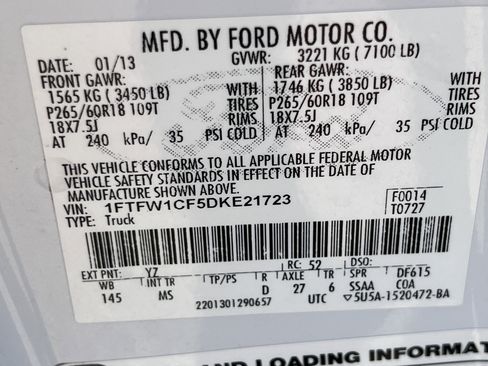 MFD. BY FORD MOTOR CO.
DATE: 01/13 GVWR: 3221 KG (7100 LB)
FRONT GAWR: REAR GAWR:
1565 KG (3450 LB) WITH 1746 KG (3850 LB) WITH
P265/60R18 109T TIRES P265/60R18 109T TIRES
18X7.5J RIMS 18X7.5J RIMS
AT 240 kPa/ 35 PSI COLD AT 240 kPa/ 35 PSI COLD
THIS VEHICLE CONFORMS TO ALL APPLICABLE FEDERAL MOTOR
VEHICLE SAFETY STANDARDS IN EFFECT ON THE DATE OF
MANUFACTURE SHOWN ABOVE.
VIN: 1FTFW1CF5DKE21723 F0014
TYPE: Truck T0727
EXT PNT: YZ RC: 52 DSO:
WB INT TR TP/PS R AXLE TR SPR DF615
145 MS D 27 6 SSAA COA
2201301290657 UTC ▽5U5A-1520472-BA
AND LOADING INFORMAT